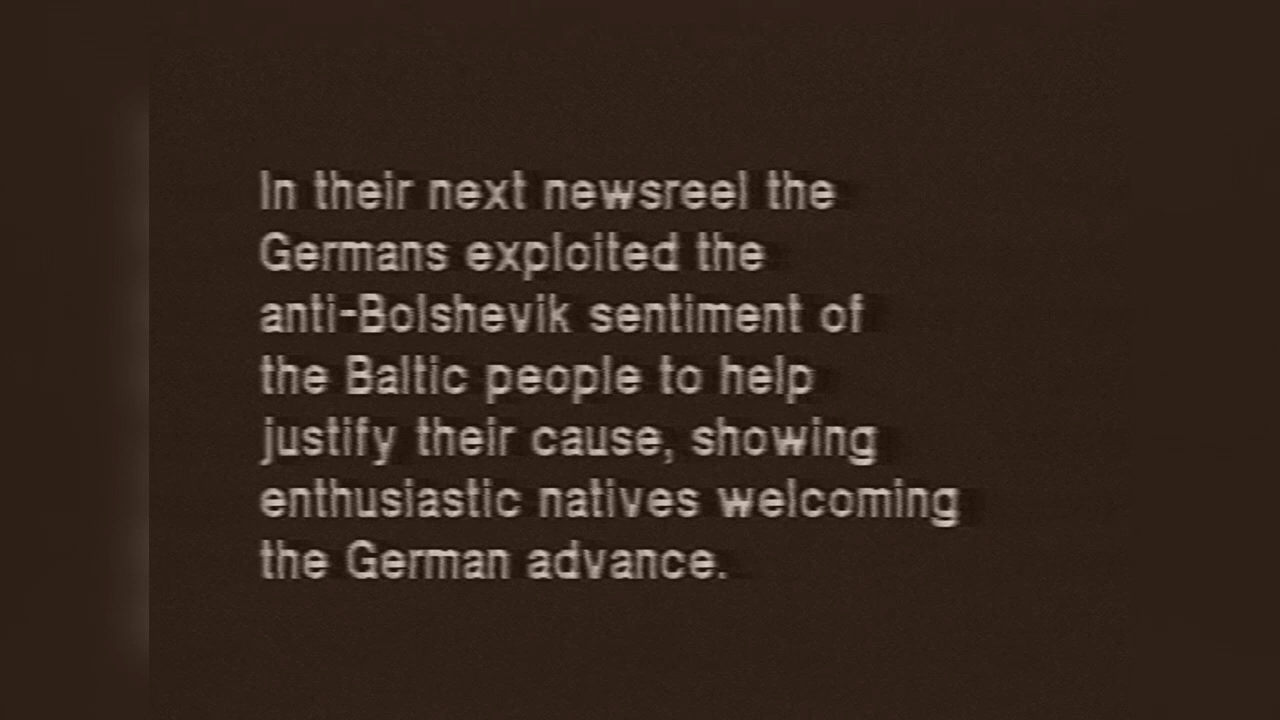 In their next newsreel the
Germans exploited the
anti-Bolshevik sentiment of
the Baltic people to help
justify their cause, showing
enthusiastic natives welcoming
the German advance.